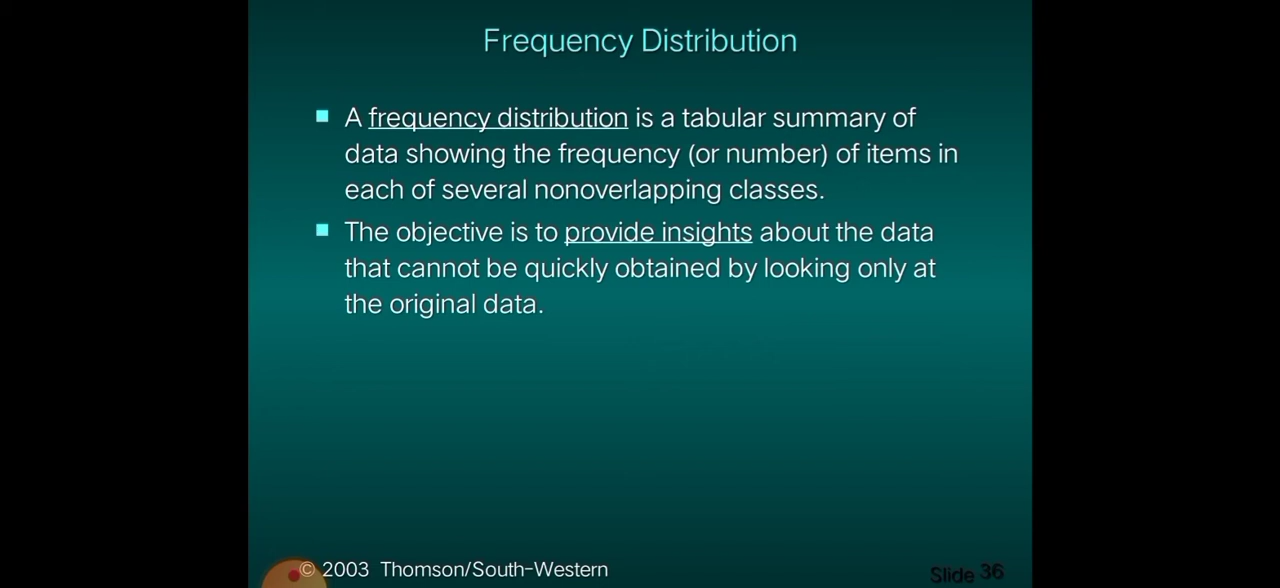 Frequency Distribution
A frequency distribution is a tabular summary of
data showing the frequency (or number) of items in
each of several nonoverlapping classes.
The objective is to provide insights about the data
that cannot be quickly obtained by looking only at
the original data.
© 2003 Thomson/South-Western
Slide 36